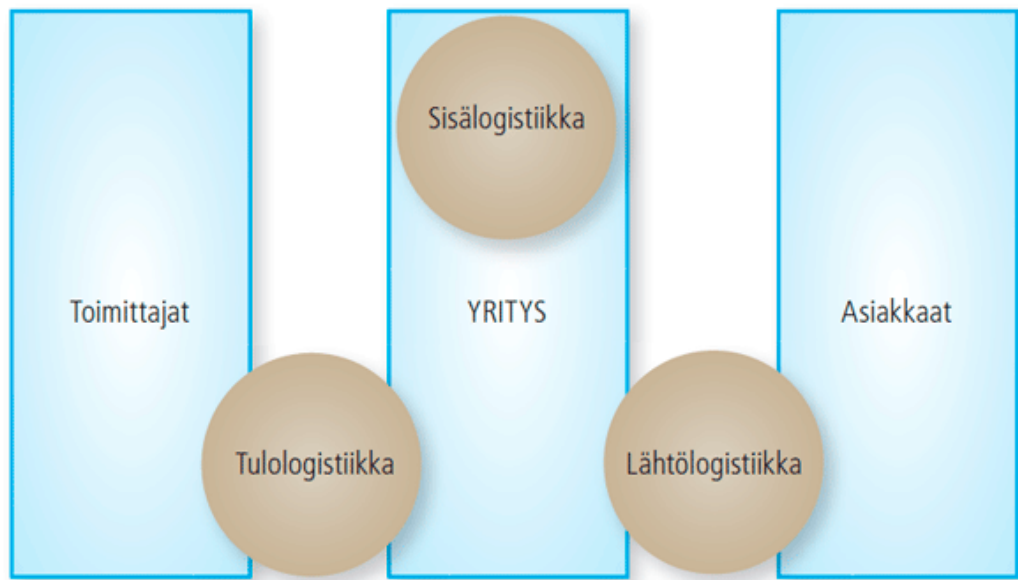 Sisälogistiikka
Toimittajat
YRITYS
Asiakkaat
Tulologistiikka
Lähtölogistiikka